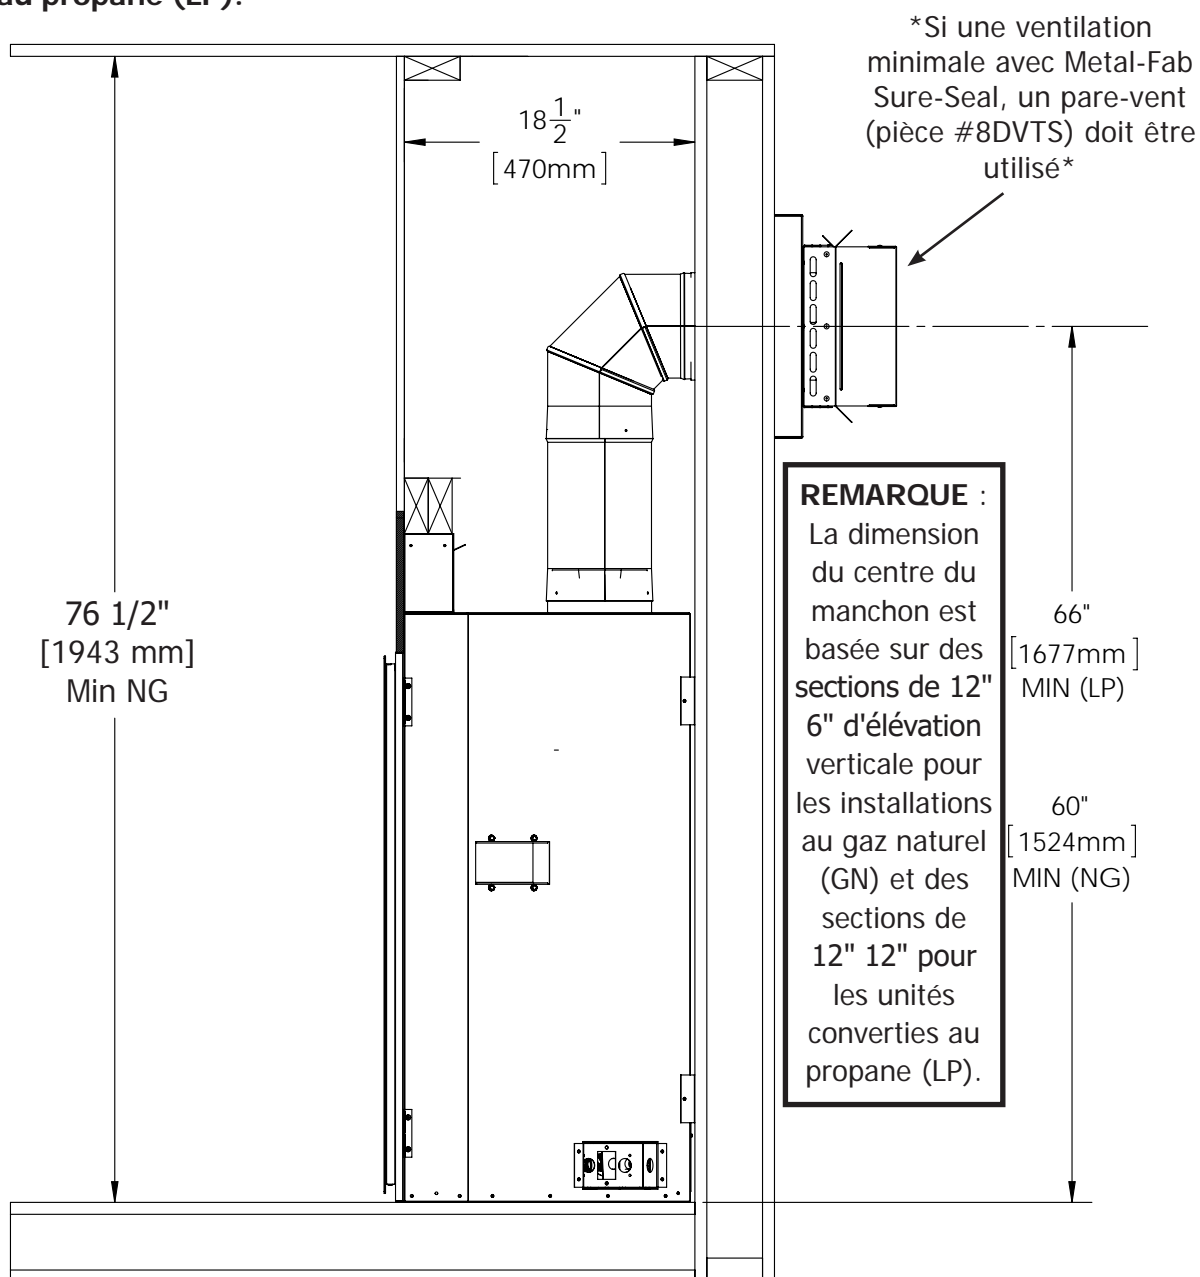 au propane (LP).
*Si une ventilation
minimale avec Metal-Fab
Sure-Seal, un pare-vent
(pièce #8DVTS) doit être
utilisé*
18 1/2"
[470mm]
REMARQUE :
La dimension
du centre du
manchon est
basée sur des
sections de 12"
6" d'élévation
verticale pour
les installations
au gaz naturel
(GN) et des
sections de
12" 12" pour
les unités
converties au
propane (LP).
76 1/2"
[1943 mm]
Min NG
66"
[1677mm]
MIN (LP)
60"
[1524mm]
MIN (NG)